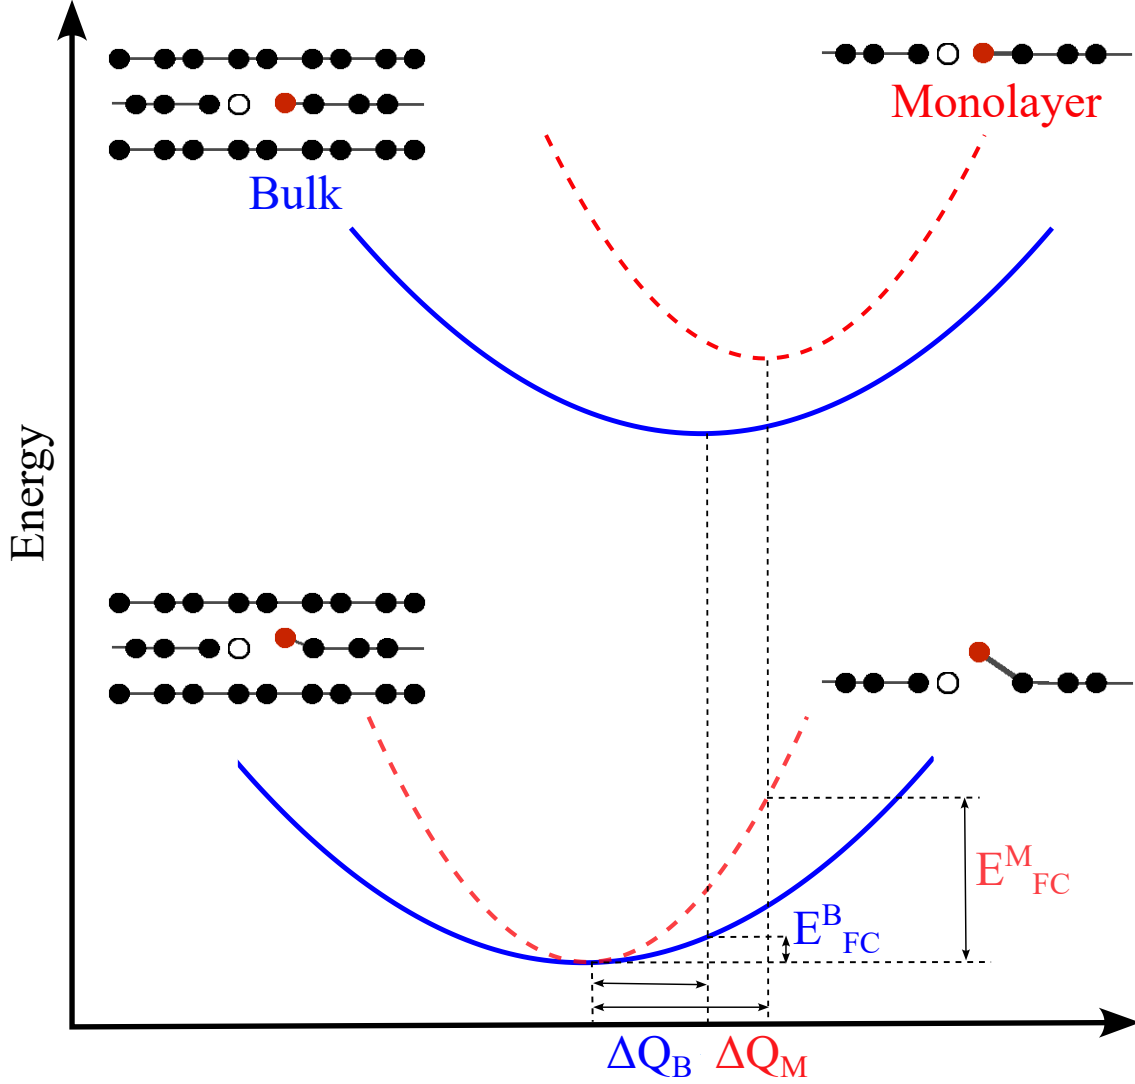 Monolayer
Bulk
Energy
E^M_FC
E^B_FC
ΔQ_B ΔQ_M